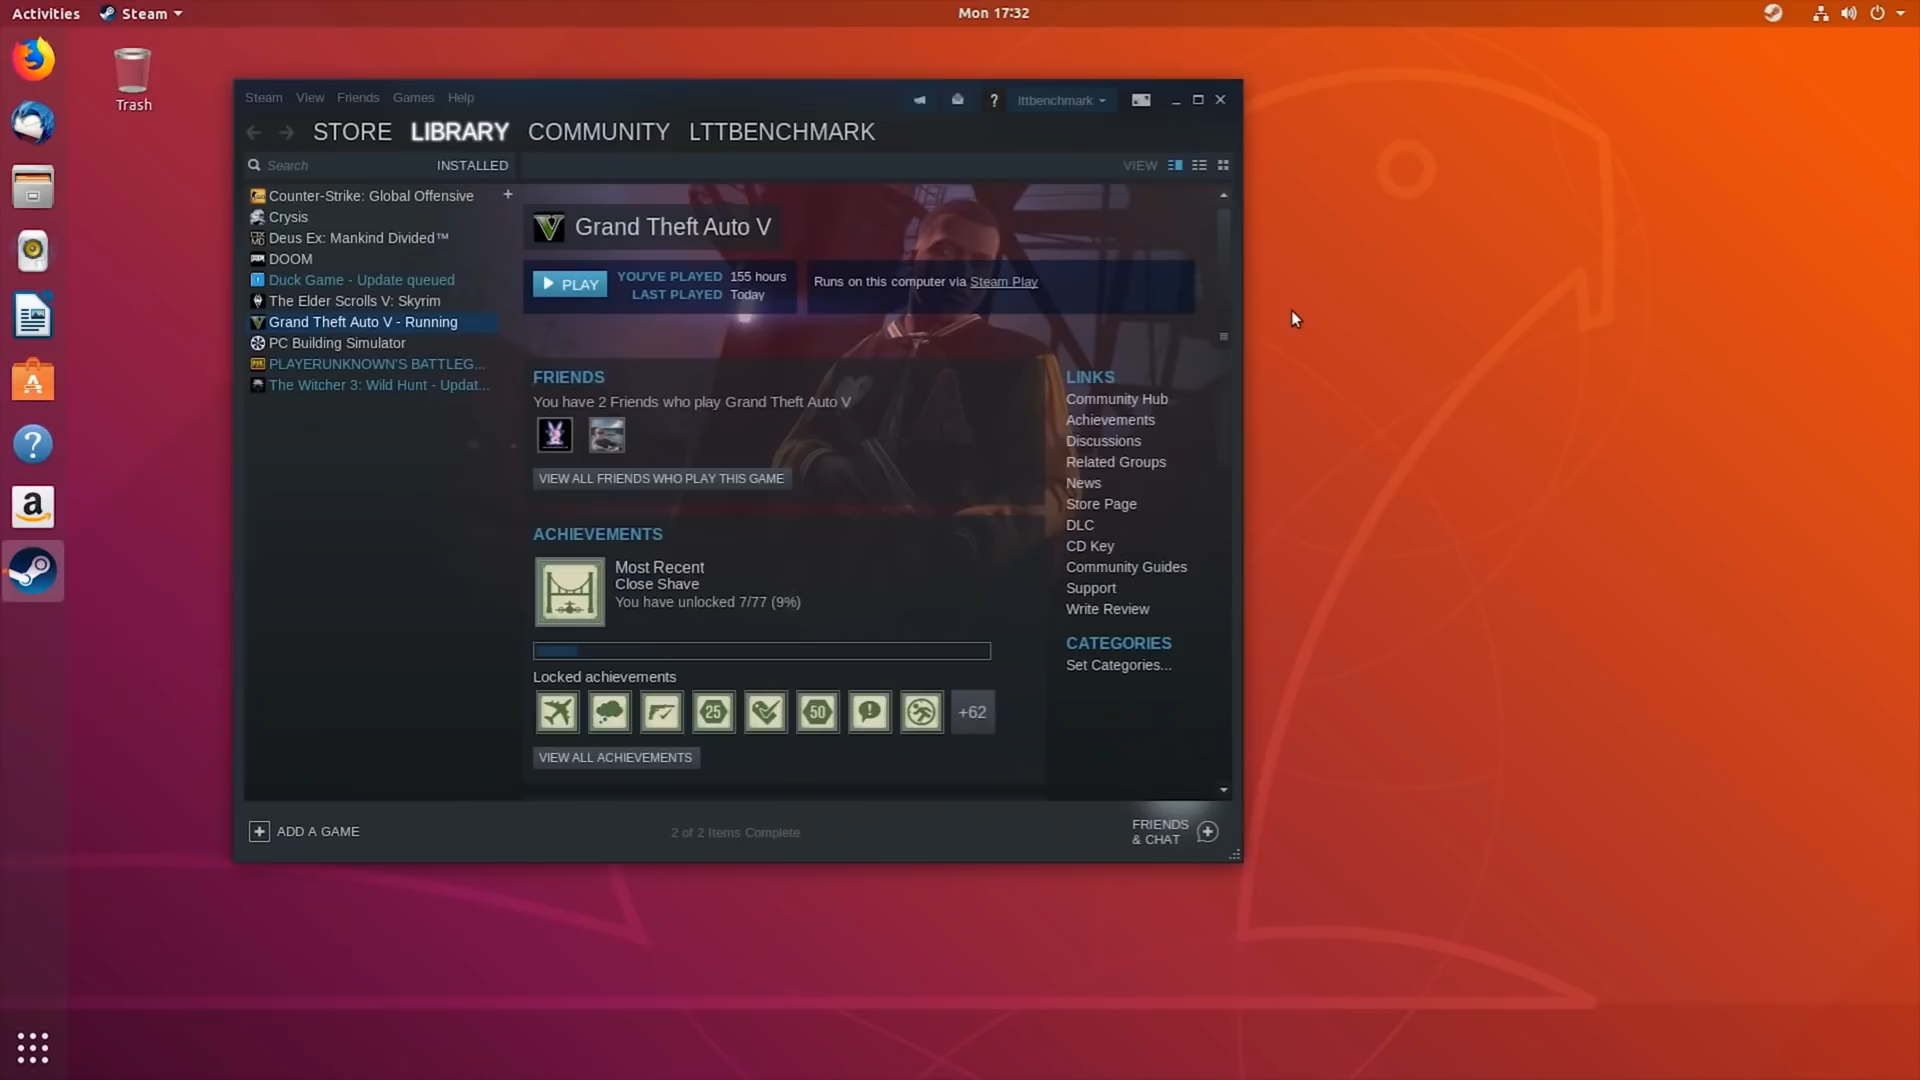 Activities Steam Mon 17:32
Trash
Steam View Friends Games Help
? lttbenchmark
STORE LIBRARY COMMUNITY LTTBENCHMARK
Search INSTALLED VIEW
Counter-Strike: Global Offensive +
Crysis
Deus Ex: Mankind Divided™
DOOM
Duck Game - Update queued
The Elder Scrolls V: Skyrim
Grand Theft Auto V - Running
PC Building Simulator
PLAYERUNKNOWN'S BATTLEG...
The Witcher 3: Wild Hunt - Updat...
Grand Theft Auto V
PLAY
YOU'VE PLAYED 155 hours
LAST PLAYED Today
Runs on this computer via Steam Play
FRIENDS
You have 2 Friends who play Grand Theft Auto V
VIEW ALL FRIENDS WHO PLAY THIS GAME
ACHIEVEMENTS
Most Recent
Close Shave
You have unlocked 7/77 (9%)
Locked achievements
25 50 +62
VIEW ALL ACHIEVEMENTS
LINKS
Community Hub
Achievements
Discussions
Related Groups
News
Store Page
DLC
CD Key
Community Guides
Support
Write Review
CATEGORIES
Set Categories...
ADD A GAME
2 of 2 Items Complete
FRIENDS
& CHAT